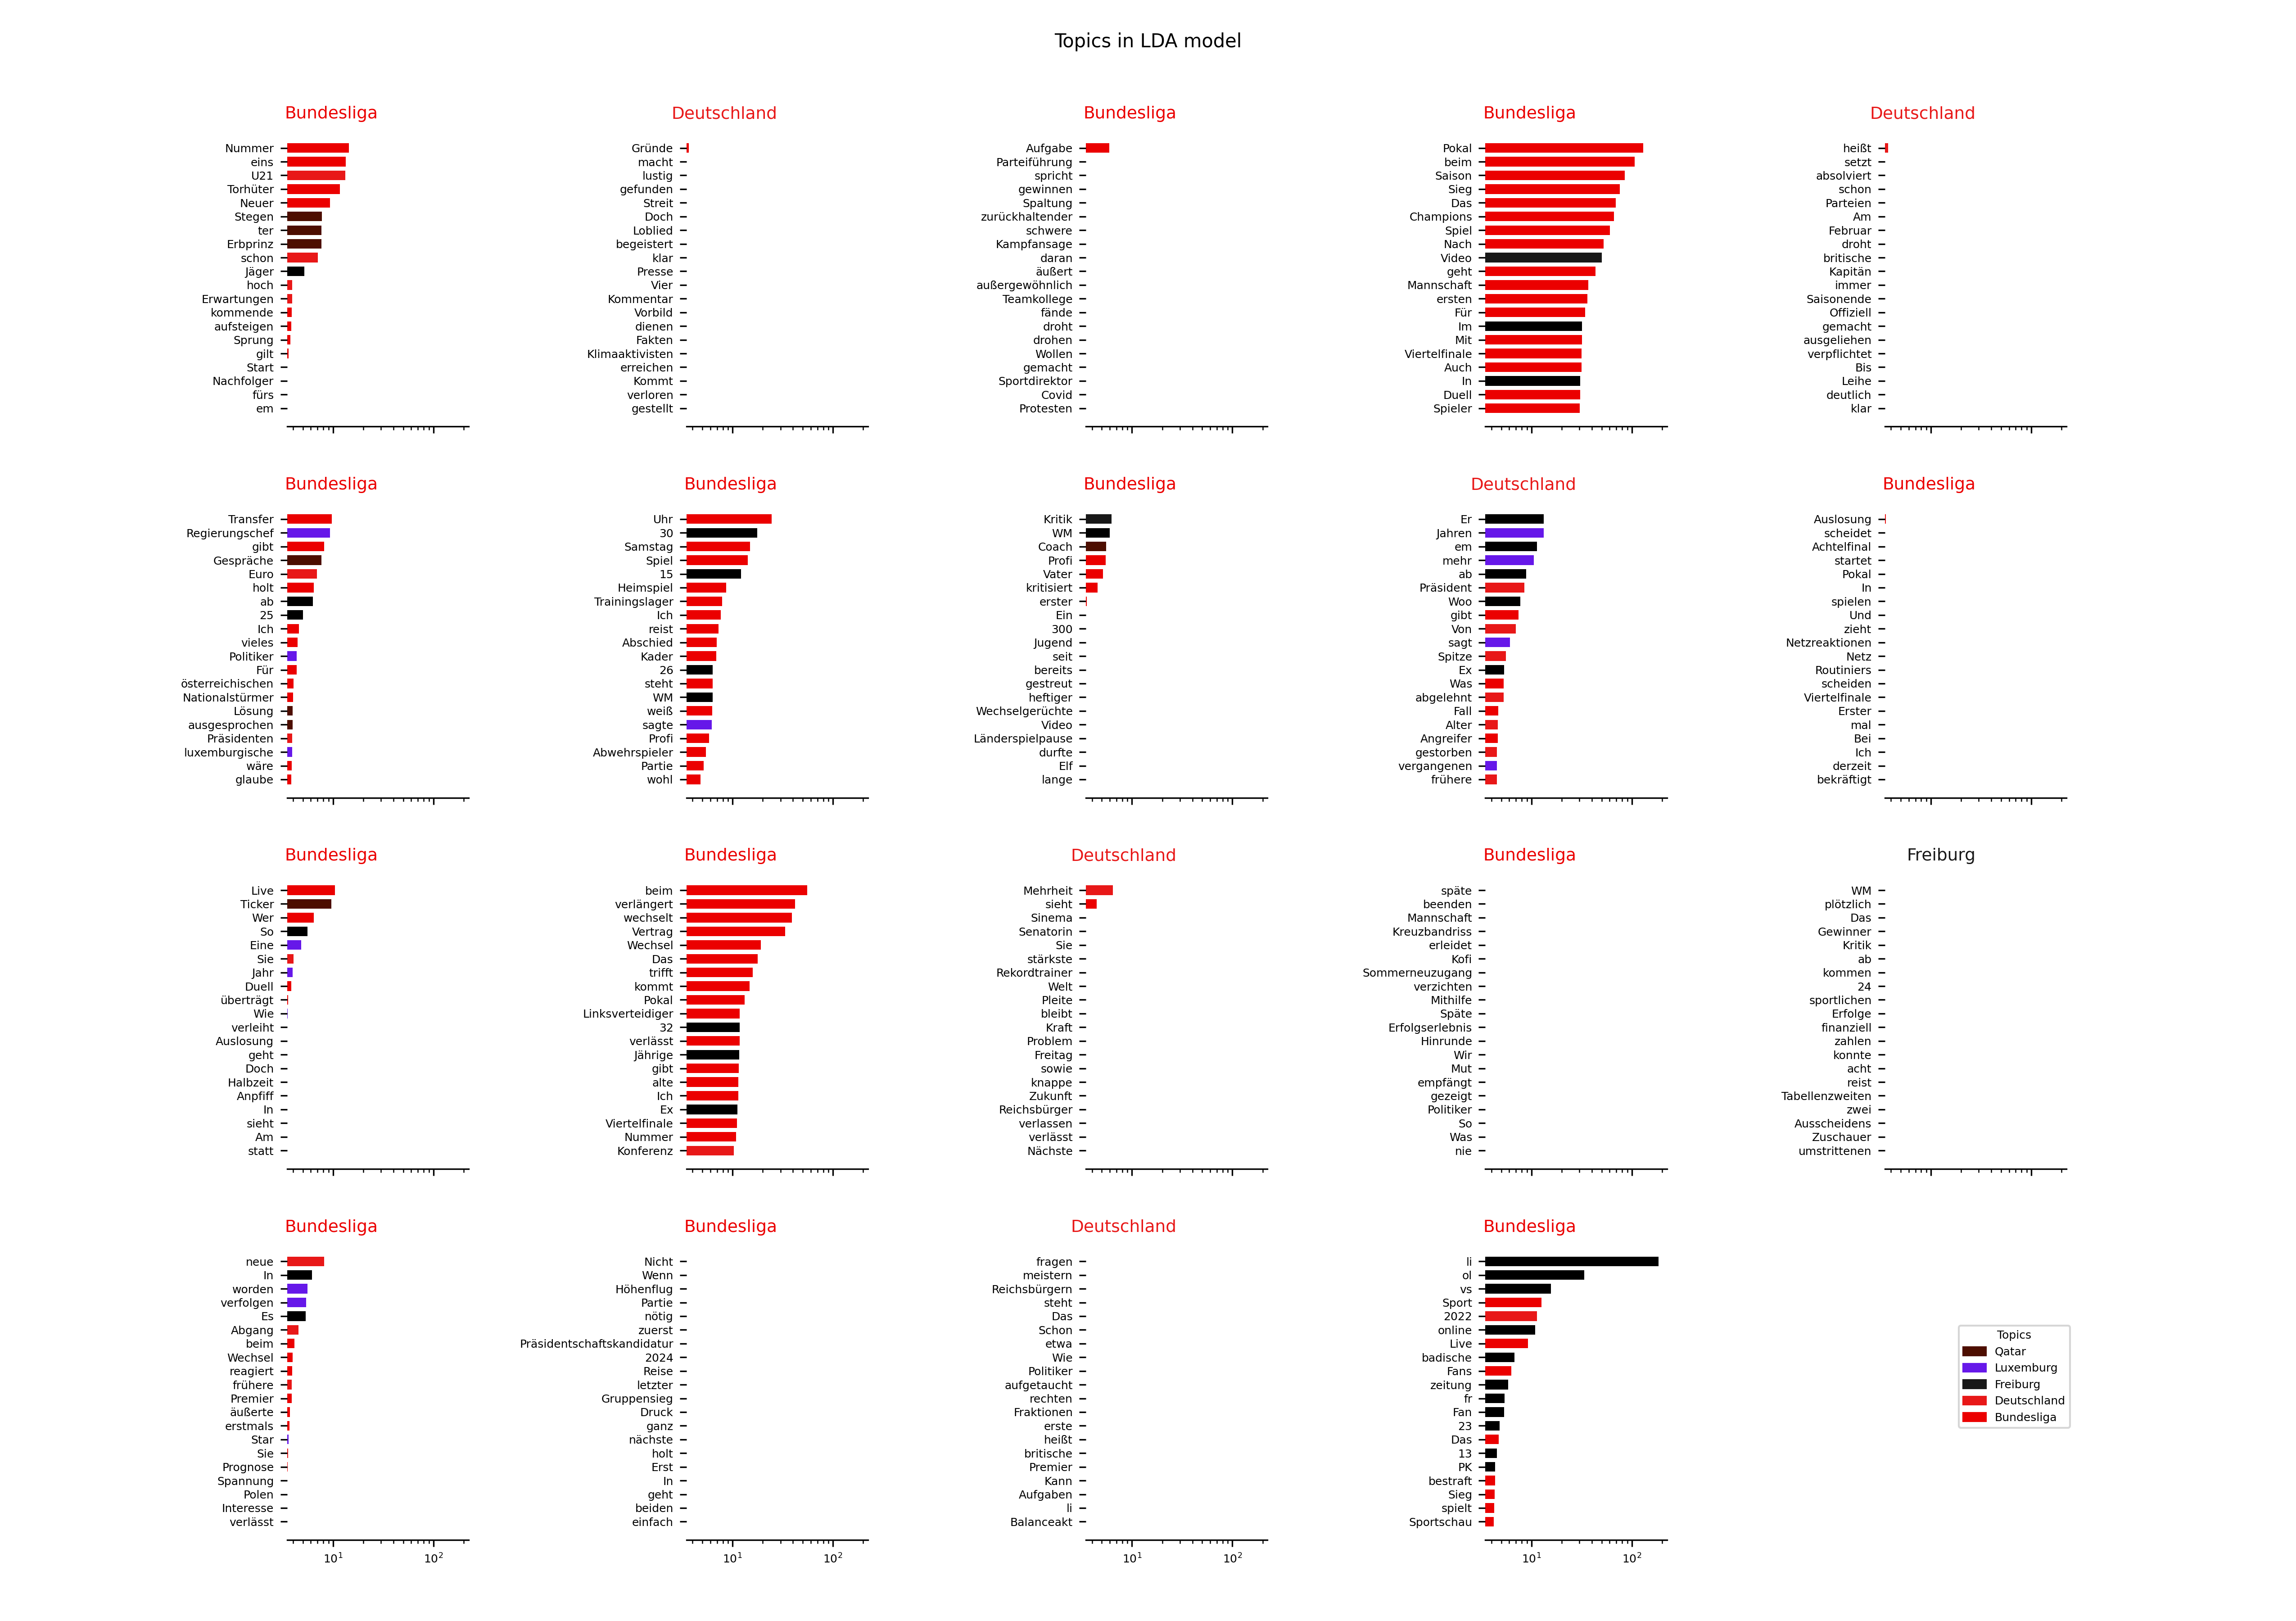 Topics in LDA model
Bundesliga
Nummer
eins
U21
Torhüter
Neuer
Stegen
ter
Erbprinz
schon
Jäger
hoch
Erwartungen
kommende
aufsteigen
Sprung
gilt
Start
Nachfolger
fürs
em
Deutschland
Gründe
macht
lustig
gefunden
Streit
Doch
Loblied
begeistert
klar
Presse
Vier
Kommentar
Vorbild
dienen
Fakten
Klimaaktivisten
erreichen
Kommt
verloren
gestellt
Bundesliga
Aufgabe
Parteiführung
spricht
gewinnen
Spaltung
zurückhaltender
schwere
Kampfansage
daran
äußert
außergewöhnlich
Teamkollege
fände
droht
drohen
Wollen
gemacht
Sportdirektor
Covid
Protesten
Bundesliga
Pokal
beim
Saison
Sieg
Das
Champions
Spiel
Nach
Video
geht
Mannschaft
ersten
Für
Im
Mit
Viertelfinale
Auch
In
Duell
Spieler
Deutschland
heißt
setzt
absolviert
schon
Parteien
Am
Februar
droht
britische
Kapitän
immer
Saisonende
Offiziell
gemacht
ausgeliehen
verpflichtet
Bis
Leihe
deutlich
klar
Bundesliga
Transfer
Regierungschef
gibt
Gespräche
Euro
holt
ab
25
Ich
vieles
Politiker
Für
österreichischen
Nationalstürmer
Lösung
ausgesprochen
Präsidenten
luxemburgische
wäre
glaube
Bundesliga
Uhr
30
Samstag
Spiel
15
Heimspiel
Trainingslager
Ich
reist
Abschied
Kader
26
steht
WM
weiß
sagte
Profi
Abwehrspieler
Partie
wohl
Bundesliga
Kritik
WM
Coach
Profi
Vater
kritisiert
erster
Ein
300
Jugend
seit
bereits
gestreut
heftiger
Wechselgerüchte
Video
Länderspielpause
durfte
Elf
lange
Deutschland
Er
Jahren
em
mehr
ab
Präsident
Woo
gibt
Von
sagt
Spitze
Ex
Was
abgelehnt
Fall
Alter
Angreifer
gestorben
vergangenen
frühere
Bundesliga
Auslosung
scheidet
Achtelfinal
startet
Pokal
In
spielen
Und
zieht
Netzreaktionen
Netz
Routiniers
scheiden
Viertelfinale
Erster
mal
Bei
Ich
derzeit
bekräftigt
Bundesliga
Live
Ticker
Wer
So
Eine
Sie
Jahr
Duell
überträgt
Wie
verleiht
Auslosung
geht
Doch
Halbzeit
Anpfiff
In
sieht
Am
statt
Bundesliga
beim
verlängert
wechselt
Vertrag
Wechsel
Das
trifft
kommt
Pokal
Linksverteidiger
32
verlässt
Jährige
gibt
alte
Ich
Ex
Viertelfinale
Nummer
Konferenz
Deutschland
Mehrheit
sieht
Sinema
Senatorin
Sie
stärkste
Rekordtrainer
Welt
Pleite
bleibt
Kraft
Problem
Freitag
sowie
knappe
Zukunft
Reichsbürger
verlassen
verlässt
Nächste
Bundesliga
späte
beenden
Mannschaft
Kreuzbandriss
erleidet
Kofi
Sommerneuzugang
verzichten
Mithilfe
Späte
Erfolgserlebnis
Hinrunde
Wir
Mut
empfängt
gezeigt
Politiker
So
Was
nie
Freiburg
WM
plötzlich
Das
Gewinner
Kritik
ab
kommen
24
sportlichen
Erfolge
finanziell
zahlen
konnte
acht
reist
Tabellenzweiten
zwei
Ausscheidens
Zuschauer
umstrittenen
Bundesliga
neue
In
worden
verfolgen
Es
Abgang
beim
Wechsel
reagiert
frühere
Premier
äußerte
erstmals
Star
Sie
Prognose
Spannung
Polen
Interesse
verlässt
10¹ 10²
Bundesliga
Nicht
Wenn
Höhenflug
Partie
nötig
zuerst
Präsidentschaftskandidatur
2024
Reise
letzter
Gruppensieg
Druck
ganz
nächste
holt
Erst
In
geht
beiden
einfach
10¹ 10²
Deutschland
fragen
meistern
Reichsbürgern
steht
Das
Schon
etwa
Wie
Politiker
aufgetaucht
rechten
Fraktionen
erste
heißt
britische
Premier
Kann
Aufgaben
li
Balanceakt
10¹ 10²
Bundesliga
li
ol
vs
Sport
2022
online
Live
badische
Fans
zeitung
fr
Fan
23
Das
13
PK
bestraft
Sieg
spielt
Sportschau
10¹ 10²
Topics
Qatar
Luxemburg
Freiburg
Deutschland
Bundesliga